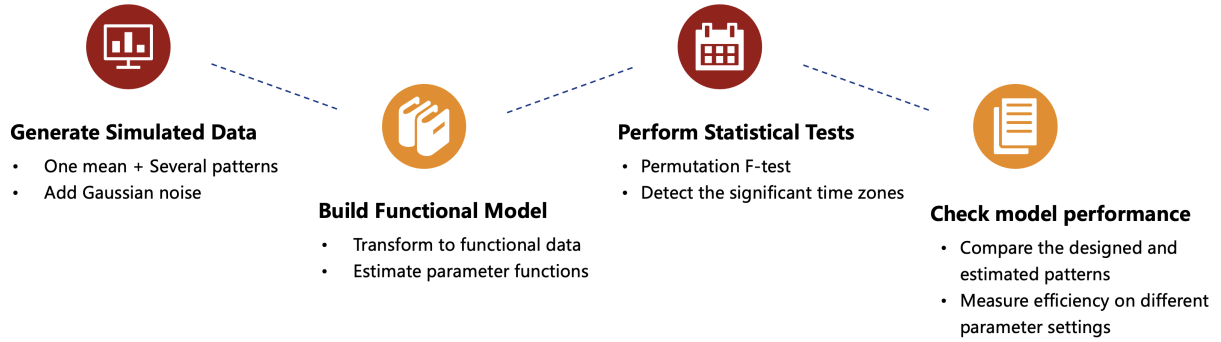 Generate Simulated Data
• One mean + Several patterns
• Add Gaussian noise
Build Functional Model
• Transform to functional data
• Estimate parameter functions
Perform Statistical Tests
• Permutation F-test
• Detect the significant time zones
Check model performance
• Compare the designed and
estimated patterns
• Measure efficiency on different
parameter settings